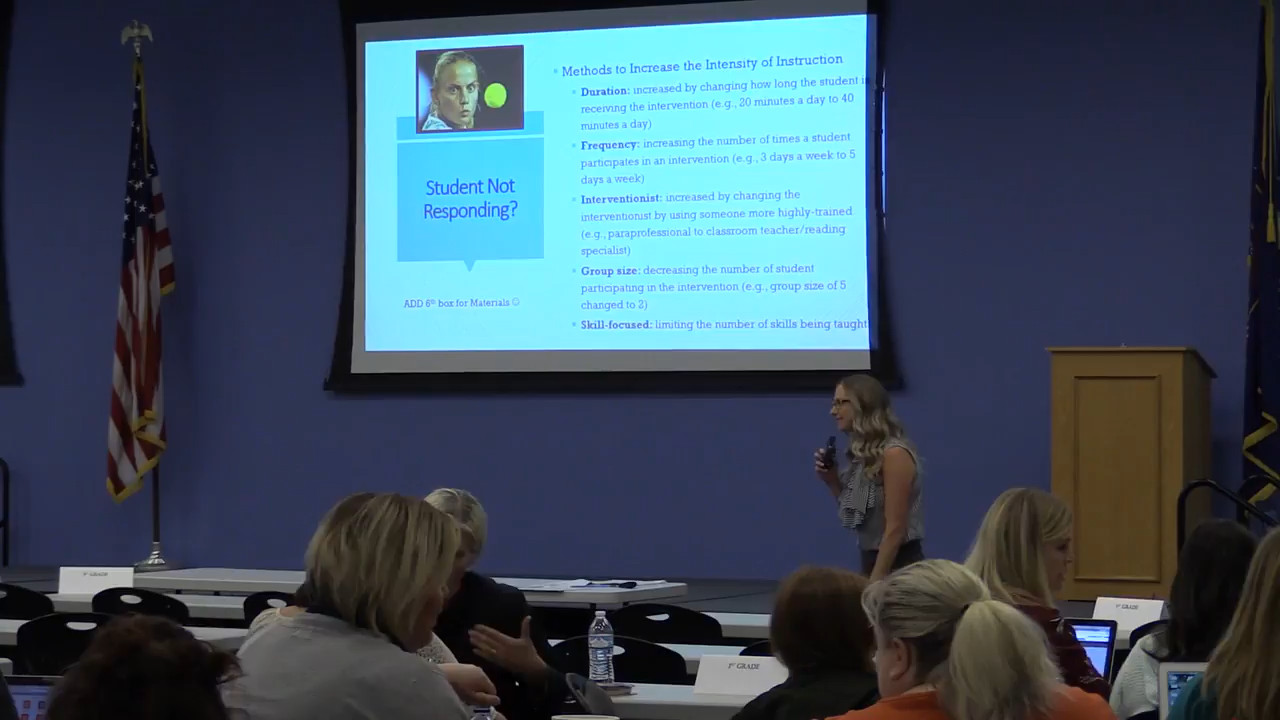 Methods to Increase the Intensity of Instruction
Duration: increased by changing how long the student is
receiving the intervention (e.g., 20 minutes a day to 40
minutes a day)
Frequency: increasing the number of times a student
participates in an intervention (e.g., 3 days a week to 5
days a week)
Interventionist: increased by changing the
interventionist by using someone more highly-trained
(e.g., paraprofessional to classroom teacher/reading
specialist)
Group size: decreasing the number of student
participating in the intervention (e.g., group size of 5
changed to 2)
Skill-focused: limiting the number of skills being taught
Student Not
Responding?
ADD 6th box for Materials ☺
GRADE
GRADE
GRADE